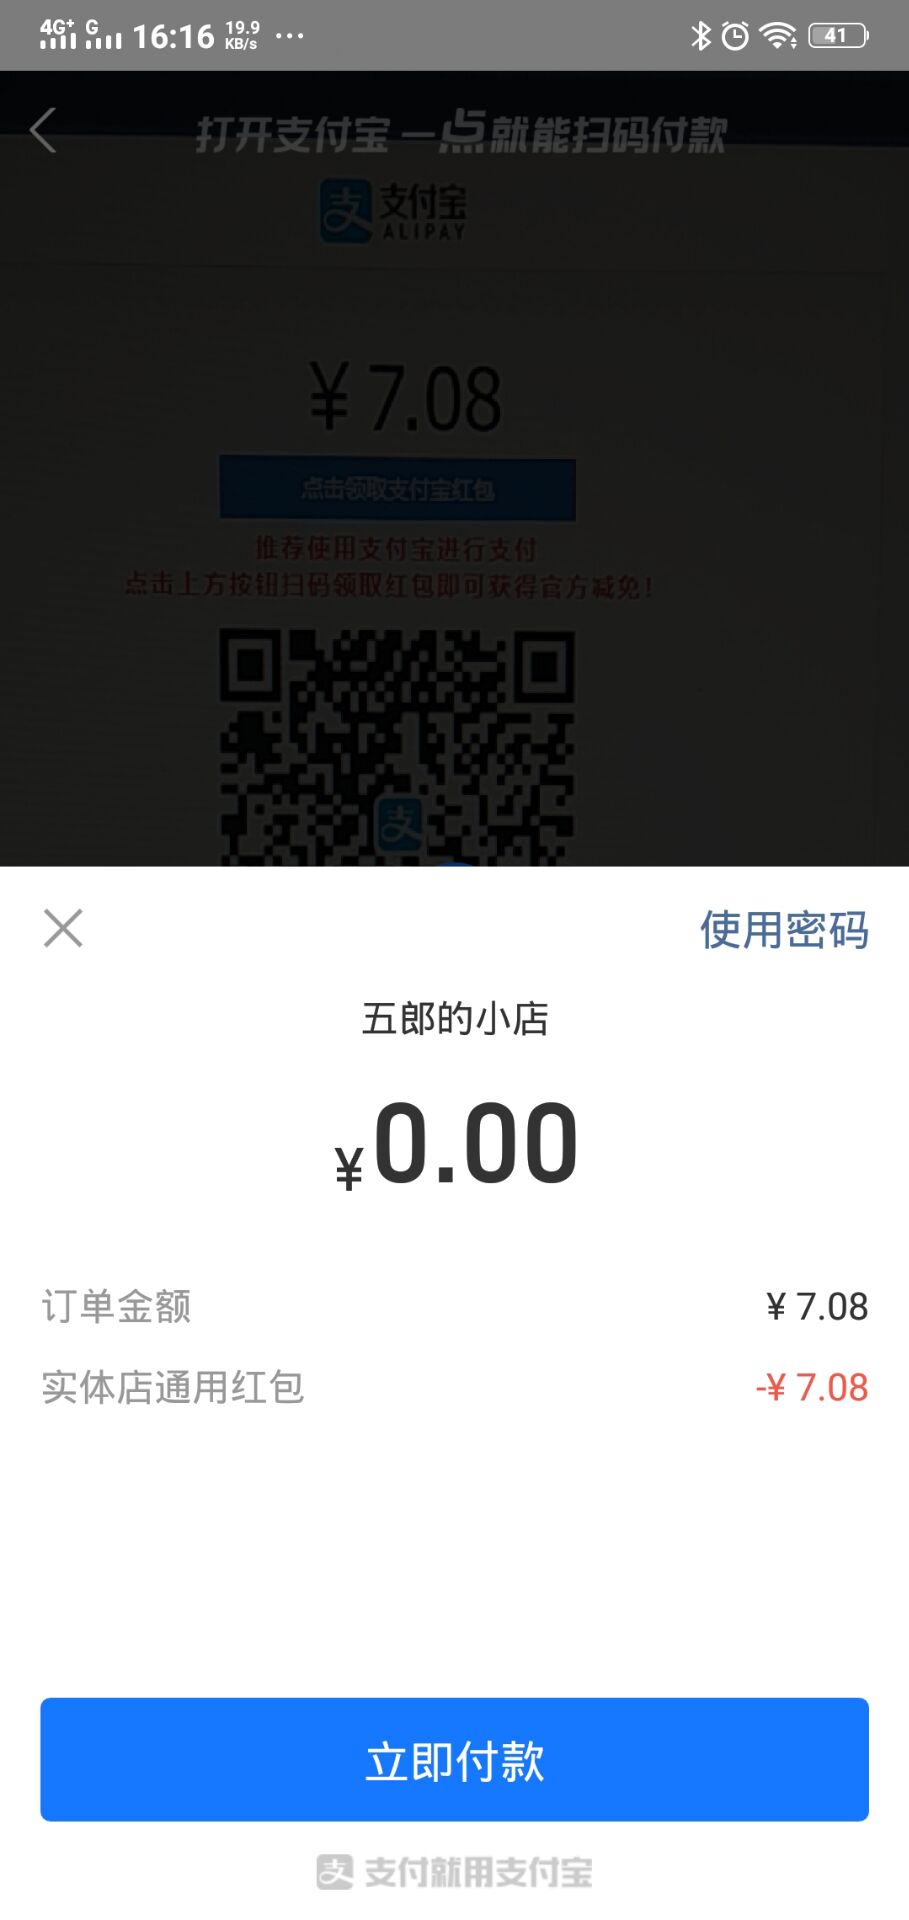 4G+ G 16:16 19.9 KB/s ... 41
打开支付宝 一点就能扫码付款
支 支付宝
ALIPAY
¥7.08
点击领取支付宝红包
推荐使用支付宝进行支付
点击上方按钮扫码领取红包即可获得官方减免！
支
使用密码
五郎的小店
¥0.00
订单金额 ¥ 7.08
实体店通用红包 -¥ 7.08
立即付款
支 支付就用支付宝